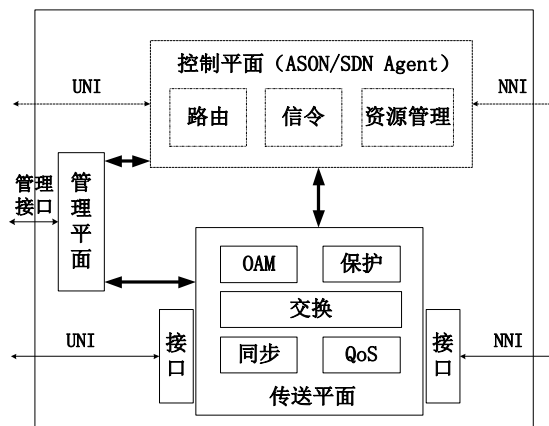 控制平面（ASON/SDN Agent）
UNI
NNI
路由
信令
资源管理
管理
接口
管
理
平
面
OAM
保护
交换
UNI
接
口
同步
QoS
接
口
NNI
传送平面